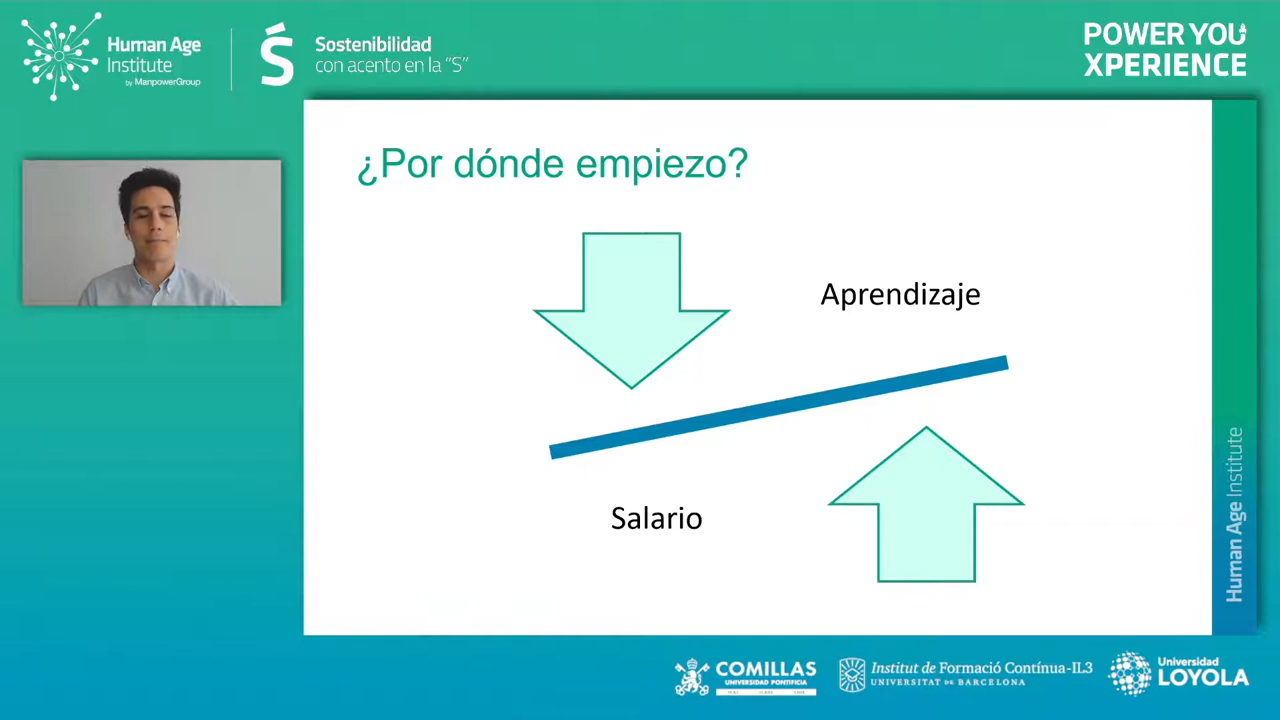 Human Age
Institute
by ManpowerGroup
Ś
Sostenibilidad
con acento en la “S”
POWER YOU
XPERIENCE
¿Por dónde empiezo?
Aprendizaje
Salario
Human Age Institute
COMILLAS
UNIVERSIDAD PONTIFICIA
Institut de Formació Contínua-IL3
UNIVERSITAT DE BARCELONA
Universidad
LOYOLA